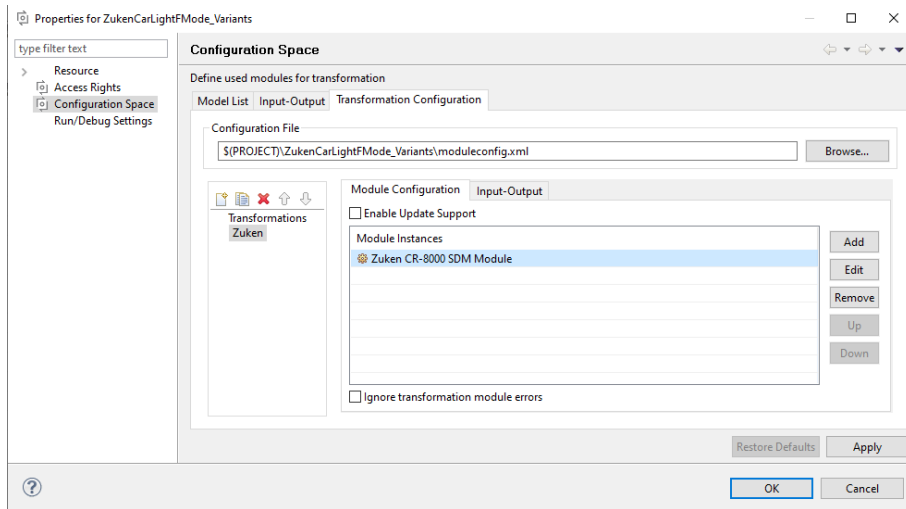 Properties for ZukenCarLightFMode_Variants
type filter text
Resource
Access Rights
Configuration Space
Run/Debug Settings
Configuration Space
Define used modules for transformation
Model List Input-Output Transformation Configuration
Configuration File
$(PROJECT)\ZukenCarLightFMode_Variants\moduleconfig.xml
Browse...
Transformations
Zuken
Module Configuration Input-Output
Enable Update Support
Module Instances
Zuken CR-8000 SDM Module
Add
Edit
Remove
Up
Down
Ignore transformation module errors
Restore Defaults Apply
? OK Cancel